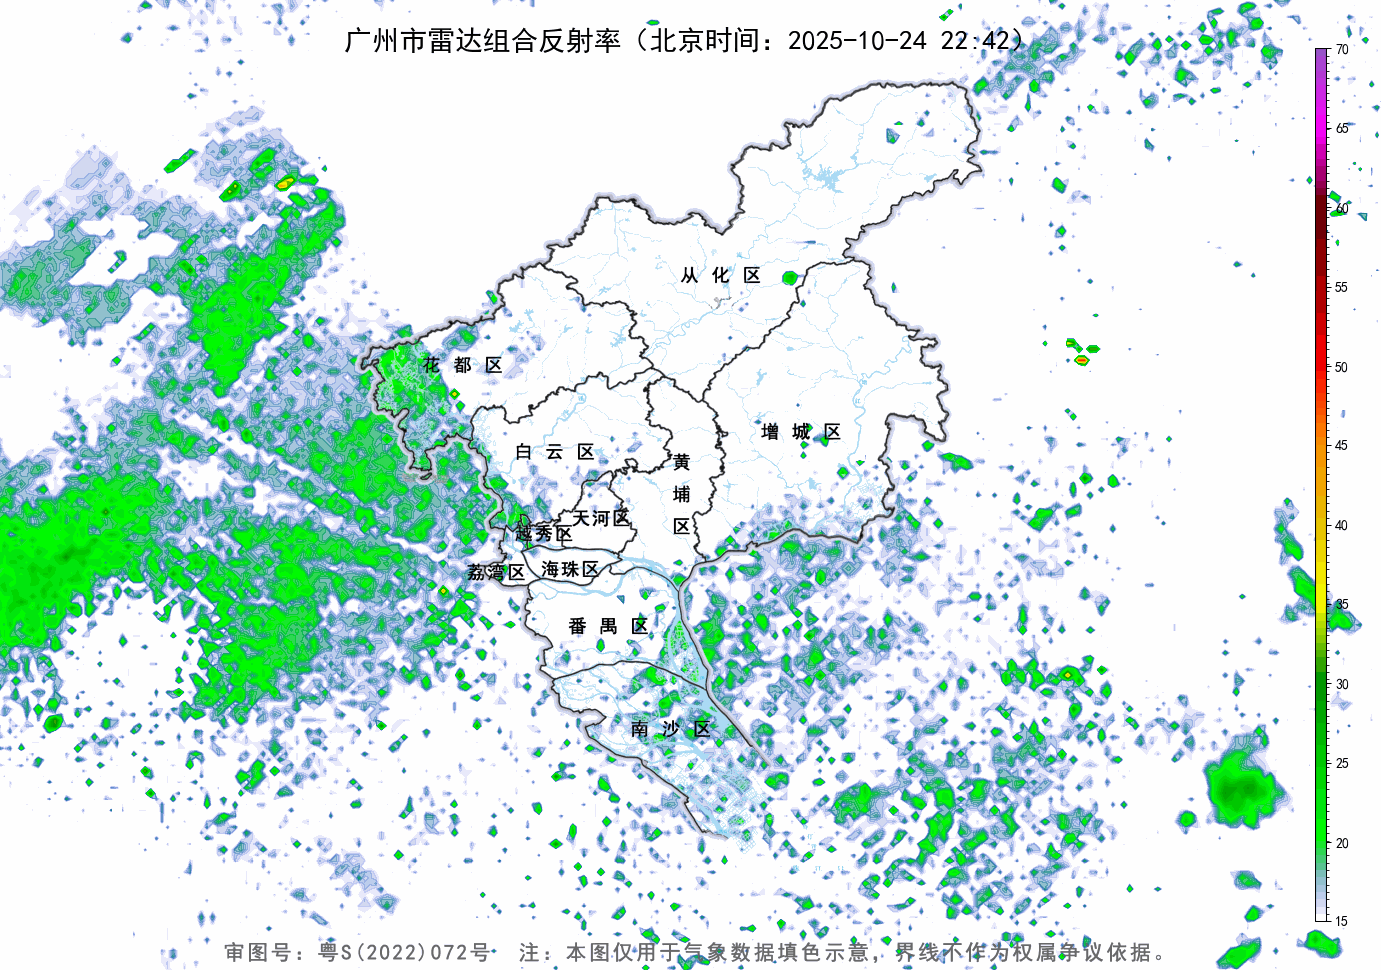 广州市雷达组合反射率（北京时间：2025-10-24 22:42）
70
65
60
55
50
45
40
35
30
25
20
15
从化区
花都区
增城区
白云区
黄埔区
天河区
越秀区
荔湾区
海珠区
番禺区
南沙区
审图号：粤S(2022)072号 注：本图仅用于气象数据填色示意，界线不作为权属争议依据。